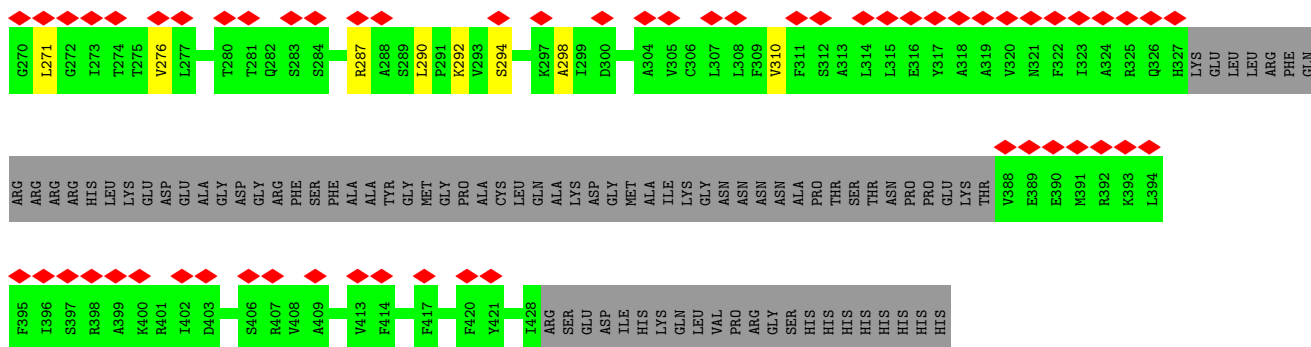 G270 L271 G272 I273 T274 T275 V276 L277 T280 T281 Q282 S283 S284 R287 A288 S289 L290 P291 K292 V293 S294 K297 A298 I299 D300 A304 V305 C306 L307 L308 F309 V310 F311 S312 A313 L314 L315 E316 Y317 A318 A319 V320 N321 F322 I323 A324 R325 Q326 H327 LYS GLU LEU LEU ARG PHE GLN
ARG ARG ARG ARG HIS LEU LYS GLU ASP GLU ALA GLY ASP GLY ARG PHE SER PHE ALA ALA TYR GLY MET GLY PRO ALA CYS LEU GLN ALA LYS ASP GLY MET ALA ILE LYS GLY ASN ASN ASN ASN ALA PRO THR SER THR ASN PRO PRO GLU LYS THR V388 E389 E390 M391 R392 K393 L394
F395 I396 S397 R398 A399 K400 R401 I402 D403 S406 R407 V408 A409 V413 F414 F417 F420 Y421 I428 ARG SER GLU ASP ILE HIS LYS GLN LEU VAL PRO ARG GLY SER HIS HIS HIS HIS HIS HIS HIS HIS